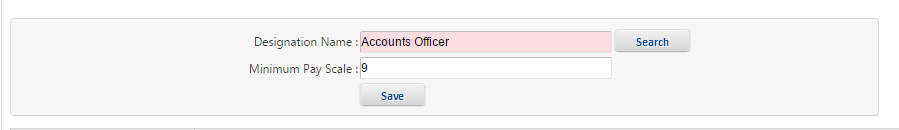 Designation Name : Accounts Officer Search
Minimum Pay Scale : 9
Save